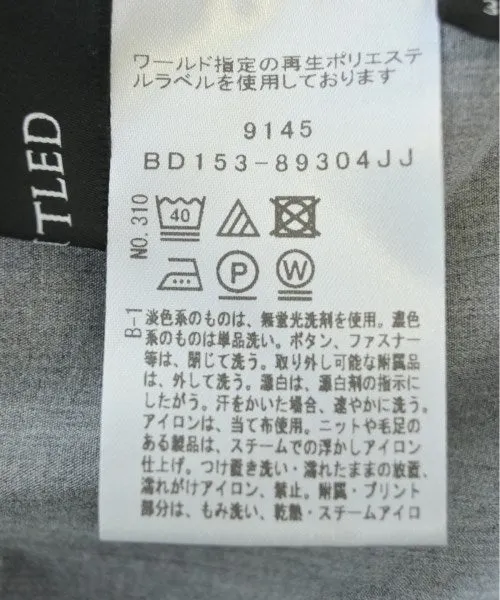 ワールド指定の再生ポリエステ
ルラベルを使用しております
9145
BD153-89304JJ
NO.310
40
P
W
B-1
淡色系のものは、無蛍光洗剤を使用。濃色
系のものは単品洗い。ボタン、ファスナー
等は、閉じて洗う。取り外し可能な附属品
は、外して洗う。漂白は、漂白剤の指示に
したがう。汗をかいた場合、速やかに洗う。
アイロンは、当て布使用。ニットや毛足の
ある製品は、スチームでの浮かしアイロン
仕上げ。つけ置き洗い・濡れたままの放置、
濡れがけアイロン、禁止。附属・プリント
部分は、もみ洗い、乾熱・スチームアイロ
TLED